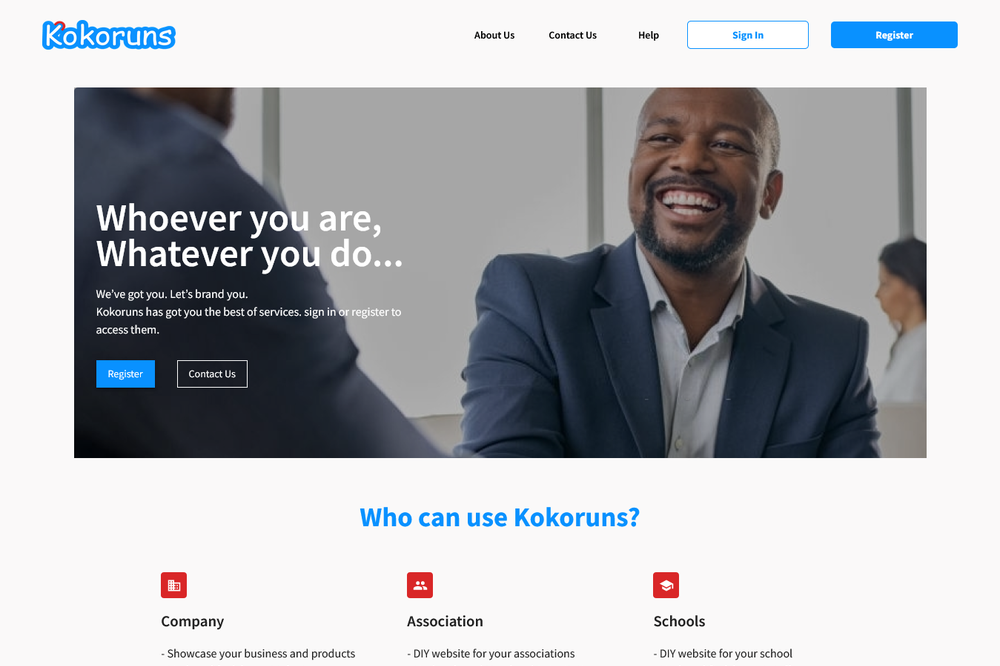 Kokoruns
About Us
Contact Us
Help
Sign In
Register
Whoever you are,
Whatever you do...
We've got you. Let's brand you.
Kokoruns has got you the best of services. sign in or register to
access them.
Register
Contact Us
Who can use Kokoruns?
Company
- Showcase your business and products
Association
- DIY website for your associations
Schools
- DIY website for your school